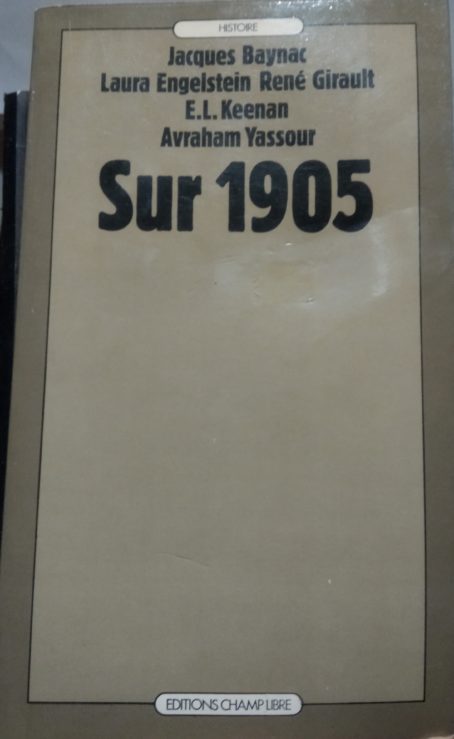 HISTOIRE
Jacques Baynac
Laura Engelstein René Girault
E.L. Keenan
Avraham Yassour
Sur 1905
EDITIONS CHAMP LIBRE